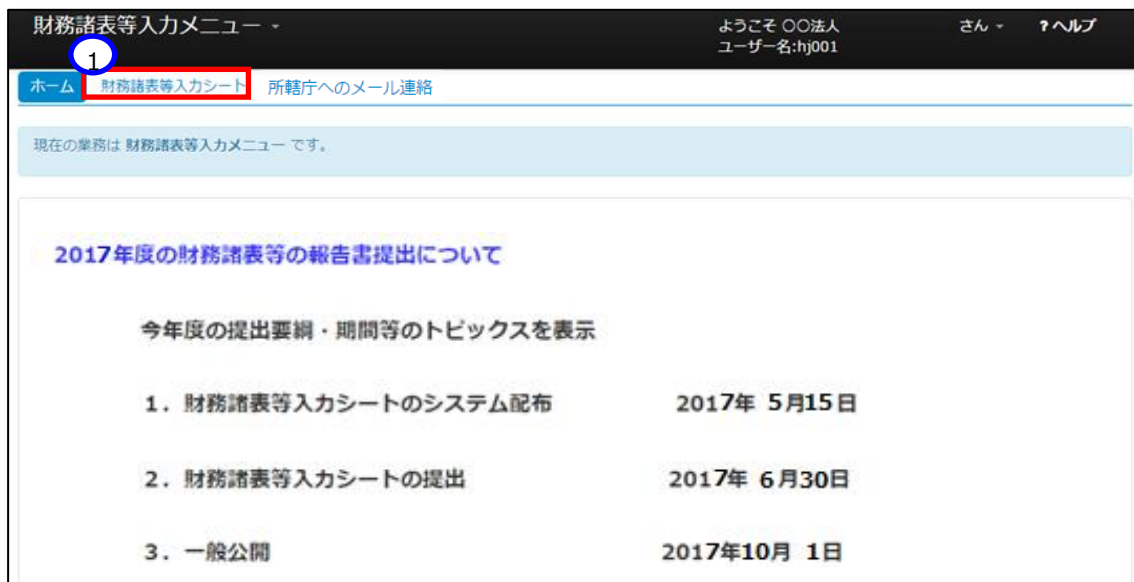 財務諸表等入力メニュー
ようこそ 〇〇法人 さん ?ヘルプ
ユーザー名:hj001
1
ホーム 財務諸表等入力シート 所轄庁へのメール連絡
現在の業務は 財務諸表等入力メニュー です。
2017年度の財務諸表等の報告書提出について
今年度の提出要綱・期間等のトピックスを表示
1. 財務諸表等入力シートのシステム配布 2017年 5月15日
2. 財務諸表等入力シートの提出 2017年 6月30日
3. 一般公開 2017年10月 1日